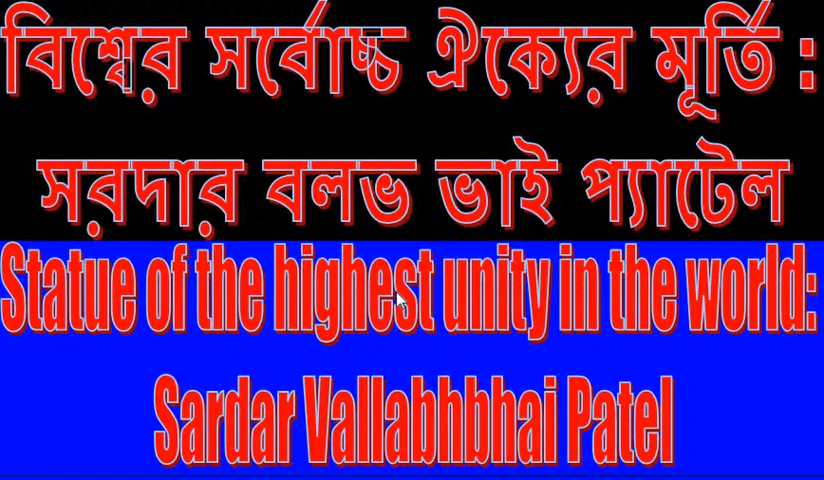 বিশ্বের সর্বোচ্চ ঐক্যের মূর্তি :
সরদার বলভ ভাই প্যাটেল
Statue of the highest unity in the world:
Sardar Vallabhbhai Patel